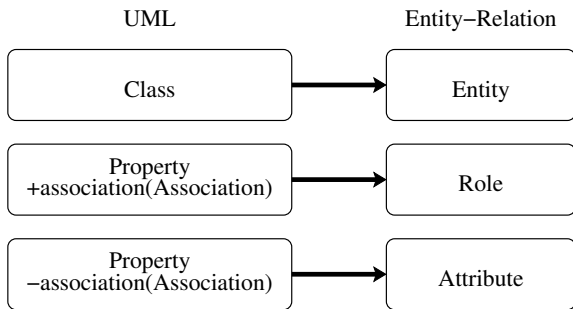 UML Entity−Relation
Class Entity
Property
+association(Association) Role
Property
−association(Association) Attribute